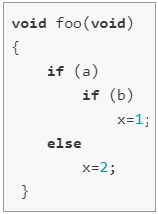 void foo(void)
{
    if (a)
        if (b)
            x=1;
    else
        x=2;
}